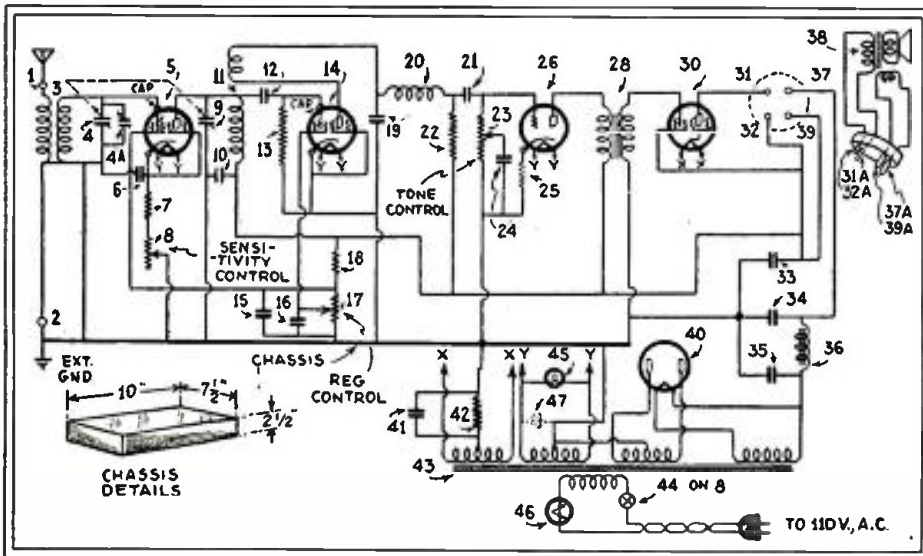 1
3
CAP
4
4A
5
6
7
8
SENSI-
TIVITY CONTROL
2
EXT.
GND
9
10
11
12
CAP
13
14
15
16
17
18
19
20
21
22
23
TONE
CONTROL
24
25
26
28
30
31
32
37
39
38
31A
32A
37A
39A
33
34
35
36
40
CHASSIS
REG CONTROL
Y Y
Y Y
Y Y
Y Y
X X Y Y
45
47
41
42
43
44 ON 8
46
TO 110 V., A.C.
10"
7½"
2½"
CHASSIS
DETAILS